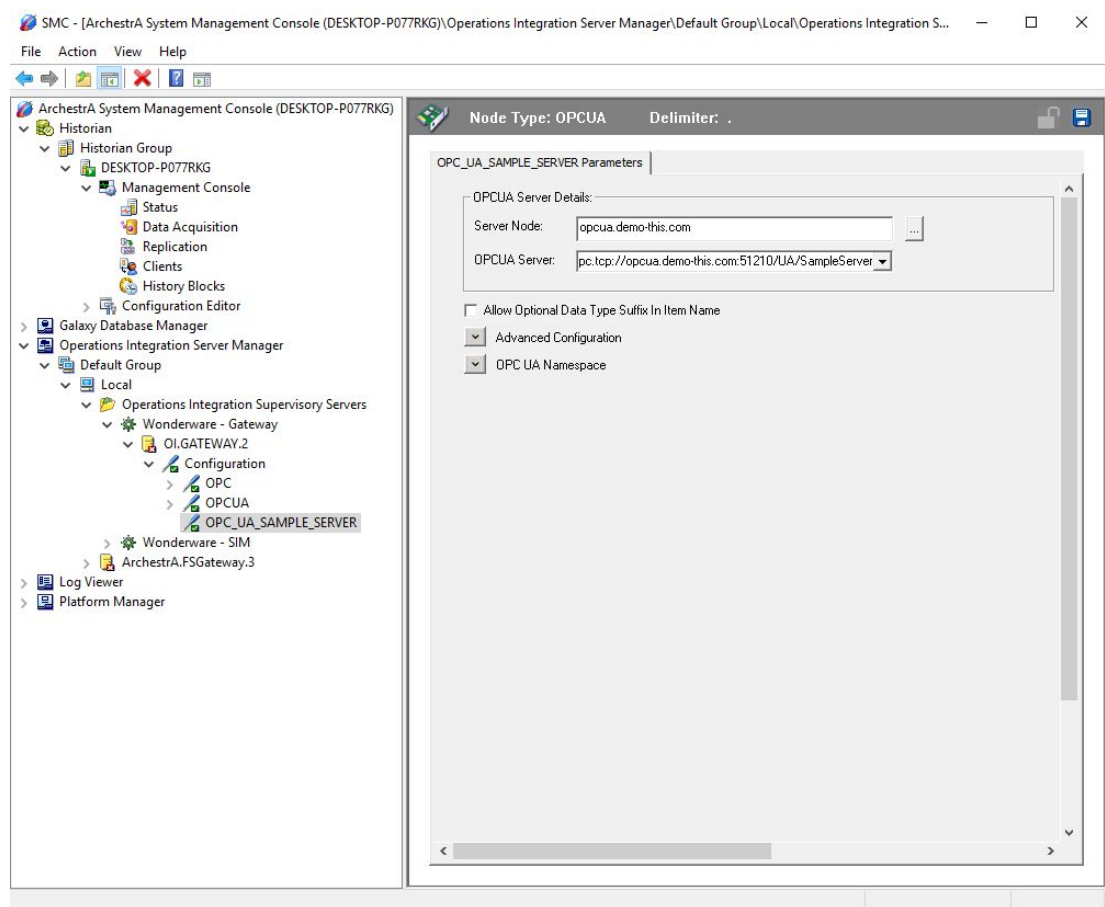 SMC - [ArchestrA System Management Console (DESKTOP-P077RKG)\Operations Integration Server Manager\Default Group\Local\Operations Integration S...
File Action View Help
ArchestrA System Management Console (DESKTOP-P077RKG)
Historian
Historian Group
DESKTOP-P077RKG
Management Console
Status
Data Acquisition
Replication
Clients
History Blocks
Configuration Editor
Galaxy Database Manager
Operations Integration Server Manager
Default Group
Local
Operations Integration Supervisory Servers
Wonderware - Gateway
OI.GATEWAY.2
Configuration
OPC
OPCUA
OPC_UA_SAMPLE_SERVER
Wonderware - SIM
ArchestrA.FSGateway.3
Log Viewer
Platform Manager
Node Type: OPCUA Delimiter: .
OPC_UA_SAMPLE_SERVER Parameters
OPCUA Server Details:
Server Node: opcua.demo-this.com ...
OPCUA Server: pc.tcp://opcua.demo-this.com:51210/UA/SampleServer
Allow Optional Data Type Suffix In Item Name
Advanced Configuration
OPC UA Namespace